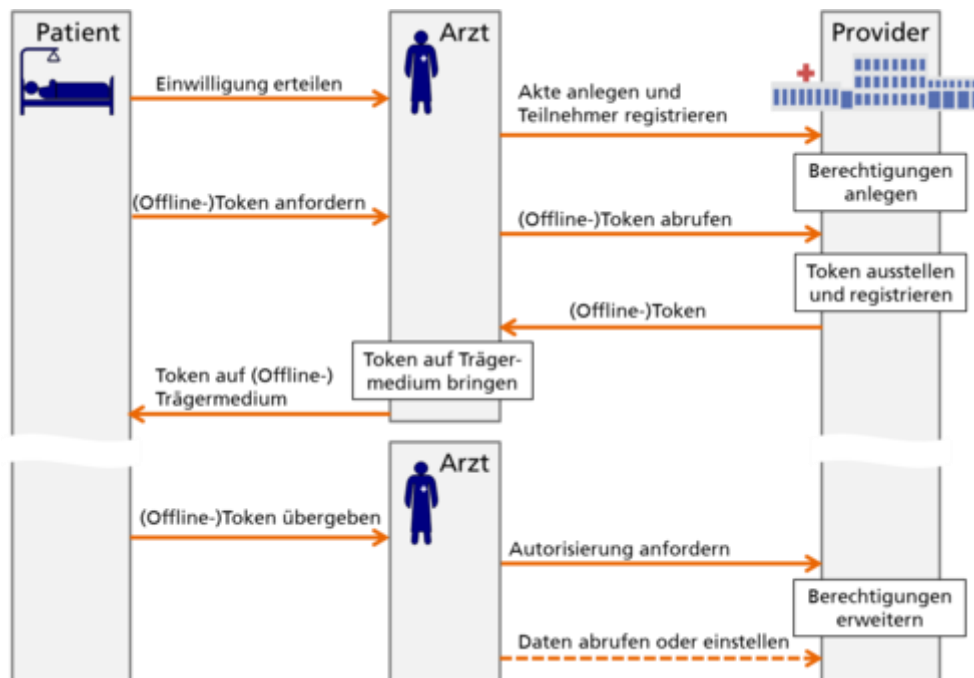 Patient
Arzt
Provider
Einwilligung erteilen
Akte anlegen und
Teilnehmer registrieren
Berechtigungen
anlegen
(Offline-)Token anfordern
(Offline-)Token abrufen
Token ausstellen
und registrieren
(Offline-)Token
Token auf Träger-
medium bringen
Token auf (Offline-)
Trägermedium
Arzt
(Offline-)Token übergeben
Autorisierung anfordern
Berechtigungen
erweitern
Daten abrufen oder einstellen